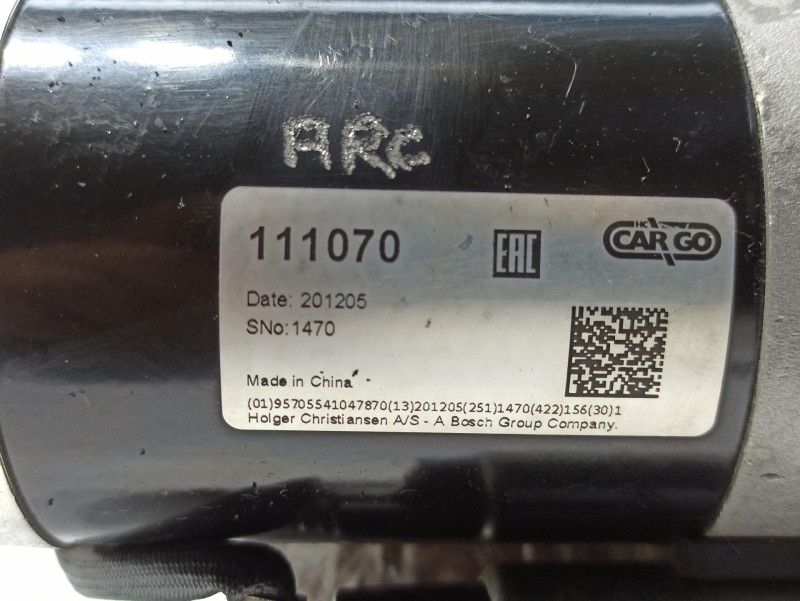 ARC
111070
EAC
HC
CARGO
Date: 201205
SNo:1470
Made in China
(01)95705541047870(13)201205(251)1470(422)156(30)1
Holger Christiansen A/S - A Bosch Group Company.